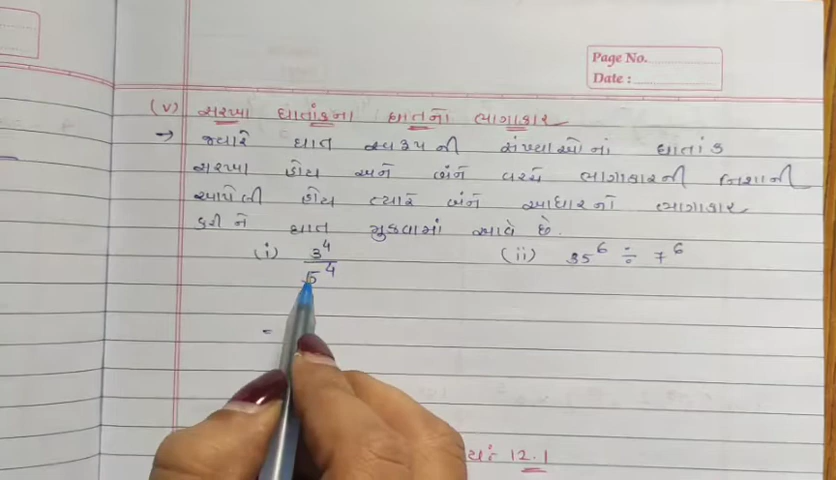 Page No.
Date :
(v) સરખા ઘાતાંકના ઘાતનો ભાગાકાર
→ જ્યારે ઘાત સ્વરૂપની સંખ્યાઓનાં ઘાતાંક
સરખા હોય અને બંને વચ્ચે ભાગાકારની નિશાની
આપેલી હોય ત્યારે બંને આધારનો ભાગાકાર
કરીને ઘાત મુકવામાં આવે છે.
(i) 3⁴ / 5⁴ (ii) 35⁶ ÷ 7⁶
=
12.1